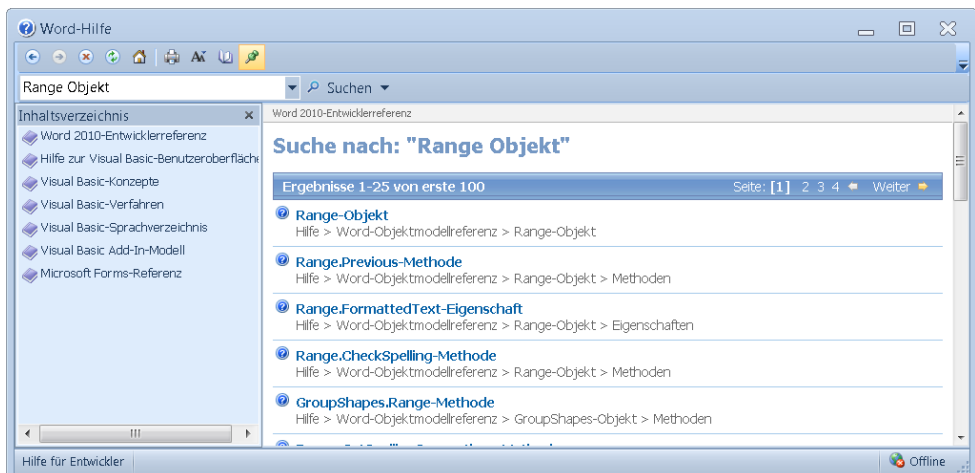 Word-Hilfe
Range Objekt
Suchen
Inhaltsverzeichnis
Word 2010-Entwicklerreferenz
Hilfe zur Visual Basic-Benutzeroberfläche
Visual Basic-Konzepte
Visual Basic-Verfahren
Visual Basic-Sprachverzeichnis
Visual Basic Add-In-Modell
Microsoft Forms-Referenz
Word 2010-Entwicklerreferenz
Suche nach: "Range Objekt"
Ergebnisse 1-25 von erste 100 Seite: [1] 2 3 4 Weiter
Range-Objekt
Hilfe > Word-Objektmodellreferenz > Range-Objekt
Range.Previous-Methode
Hilfe > Word-Objektmodellreferenz > Range-Objekt > Methoden
Range.FormattedText-Eigenschaft
Hilfe > Word-Objektmodellreferenz > Range-Objekt > Eigenschaften
Range.CheckSpelling-Methode
Hilfe > Word-Objektmodellreferenz > Range-Objekt > Methoden
GroupShapes.Range-Methode
Hilfe > Word-Objektmodellreferenz > GroupShapes-Objekt > Methoden
Hilfe für Entwickler
Offline